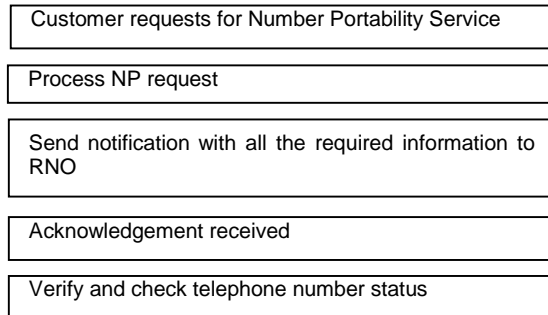 Customer requests for Number Portability Service
Process NP request
Send notification with all the required information to
RNO
Acknowledgement received
Verify and check telephone number status